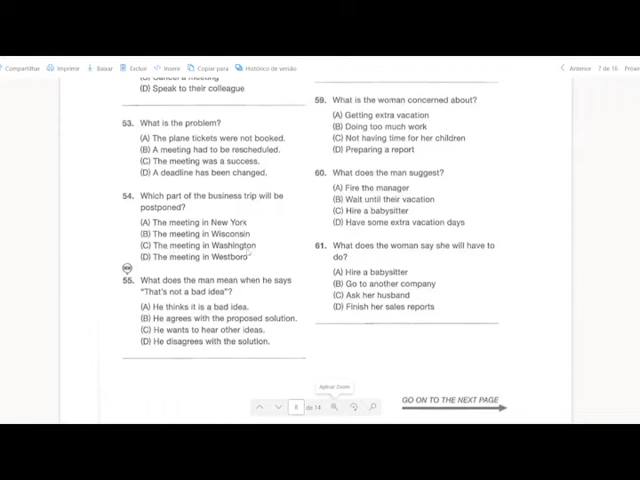 Compartilhar Imprimir Baixar Excluir Inserir Copiar para Histórico de versão Anterior 7 de 16
(D) Speak to their colleague
53. What is the problem?
(A) The plane tickets were not booked.
(B) A meeting had to be rescheduled.
(C) The meeting was a success.
(D) A deadline has been changed.
54. Which part of the business trip will be
postponed?
(A) The meeting in New York
(B) The meeting in Wisconsin
(C) The meeting in Washington
(D) The meeting in Westboro
55. What does the man mean when he says
"That's not a bad idea"?
(A) He thinks it is a bad idea.
(B) He agrees with the proposed solution.
(C) He wants to hear other ideas.
(D) He disagrees with the solution.
59. What is the woman concerned about?
(A) Getting extra vacation
(B) Doing too much work
(C) Not having time for her children
(D) Preparing a report
60. What does the man suggest?
(A) Fire the manager
(B) Wait until their vacation
(C) Hire a babysitter
(D) Have some extra vacation days
61. What does the woman say she will have to
do?
(A) Hire a babysitter
(B) Go to another company
(C) Ask her husband
(D) Finish her sales reports
Aplicar Zoom
8 de 14
GO ON TO THE NEXT PAGE